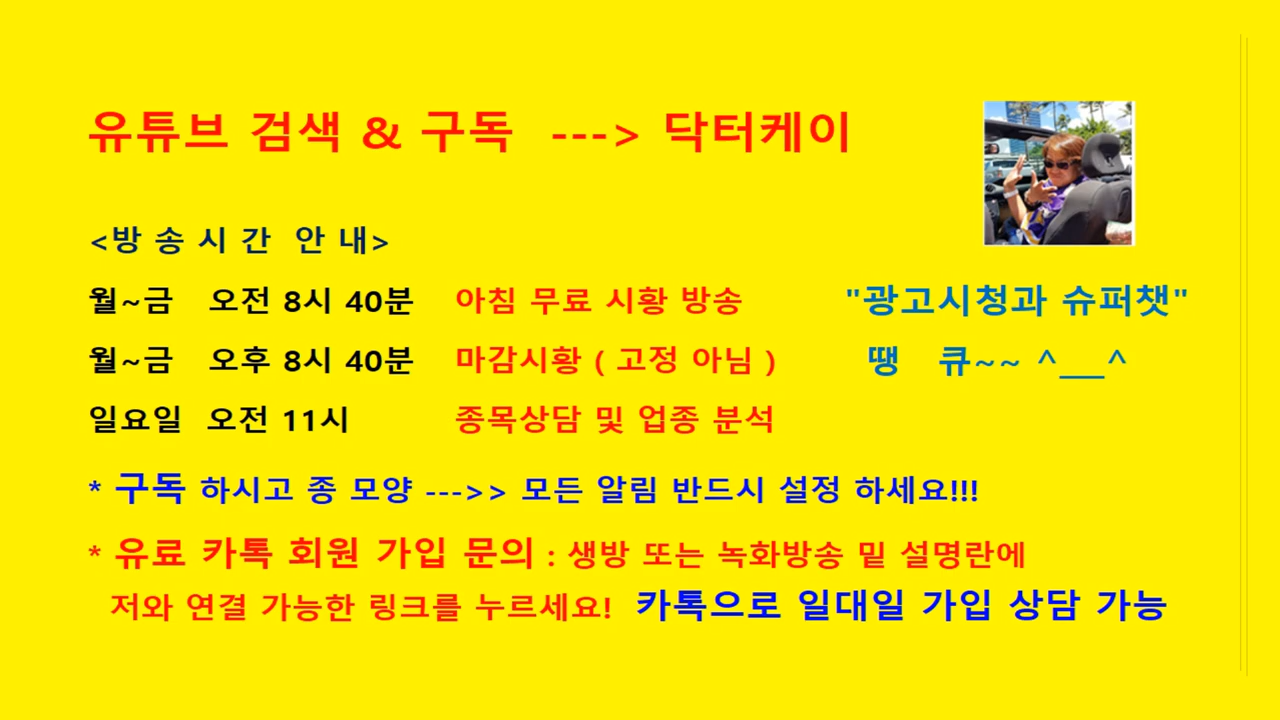 유튜브 검색 & 구독 ---> 닥터케이
<방 송 시 간 안 내>
월~금 오전 8시 40분 아침 무료 시황 방송 "광고시청과 슈퍼챗"
월~금 오후 8시 40분 마감시황 ( 고정 아님 ) 땡 큐~~ ^__^
일요일 오전 11시 종목상담 및 업종 분석
* 구독 하시고 종 모양 --->> 모든 알림 반드시 설정 하세요!!!
* 유료 카톡 회원 가입 문의 : 생방 또는 녹화방송 밑 설명란에
저와 연결 가능한 링크를 누르세요! 카톡으로 일대일 가입 상담 가능